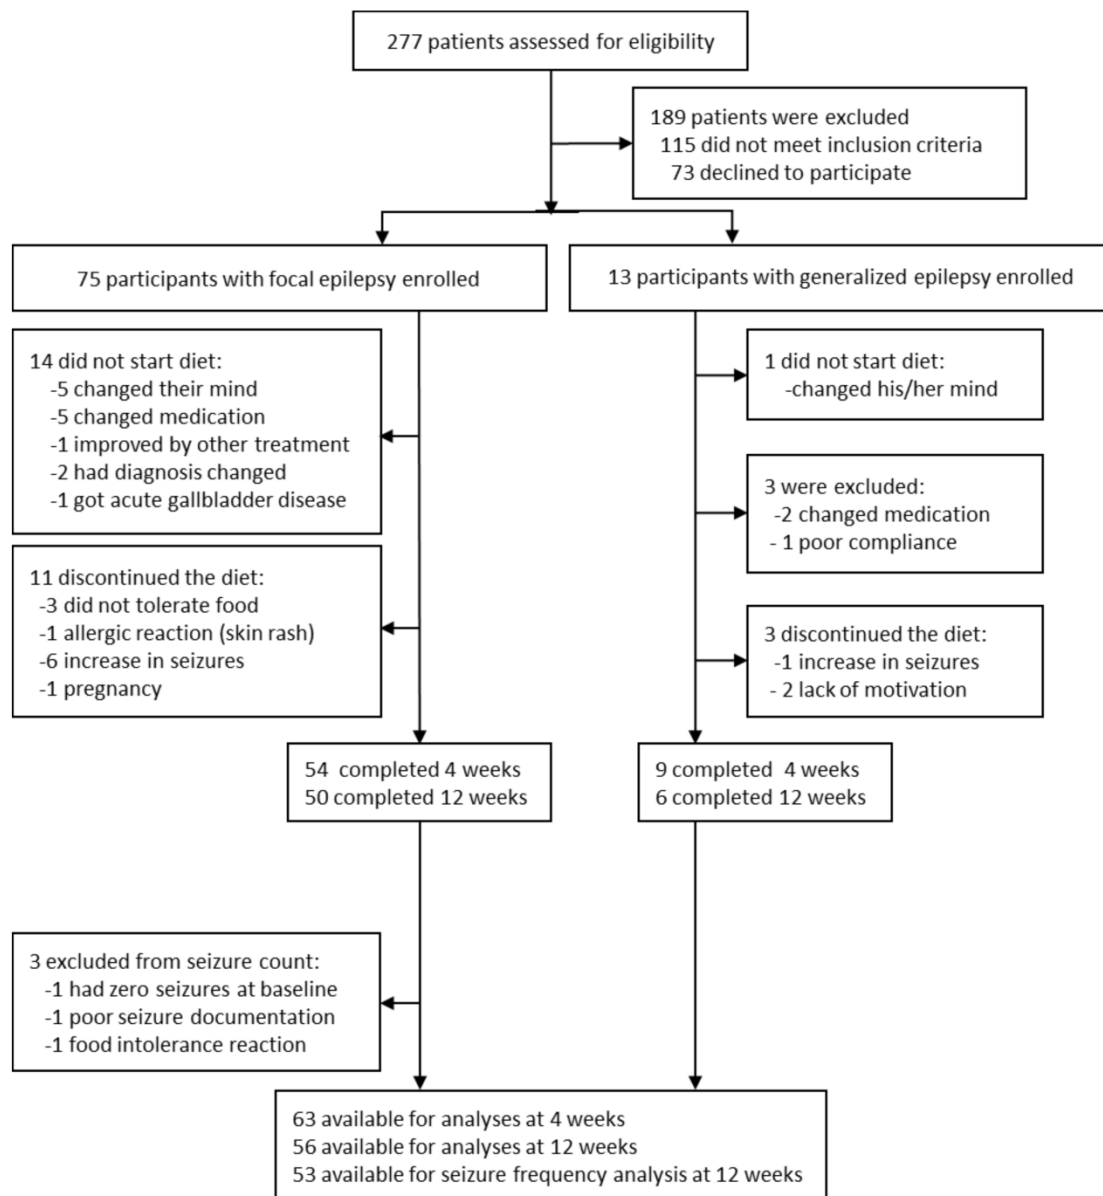 277 patients assessed for eligibility
189 patients were excluded
115 did not meet inclusion criteria
73 declined to participate
75 participants with focal epilepsy enrolled
13 participants with generalized epilepsy enrolled
14 did not start diet:
-5 changed their mind
-5 changed medication
-1 improved by other treatment
-2 had diagnosis changed
-1 got acute gallbladder disease
1 did not start diet:
-changed his/her mind
3 were excluded:
-2 changed medication
- 1 poor compliance
11 discontinued the diet:
-3 did not tolerate food
-1 allergic reaction (skin rash)
-6 increase in seizures
-1 pregnancy
3 discontinued the diet:
-1 increase in seizures
- 2 lack of motivation
54 completed 4 weeks
50 completed 12 weeks
9 completed 4 weeks
6 completed 12 weeks
3 excluded from seizure count:
-1 had zero seizures at baseline
-1 poor seizure documentation
-1 food intolerance reaction
63 available for analyses at 4 weeks
56 available for analyses at 12 weeks
53 available for seizure frequency analysis at 12 weeks